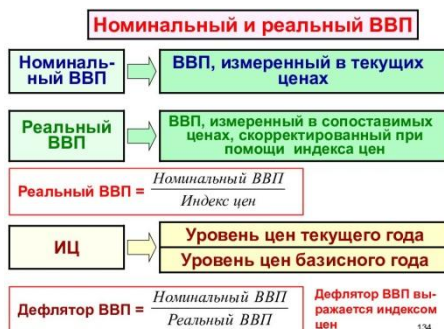 Номинальный и реальный ВВП
Номиналь-
ный ВВП
ВВП, измеренный в текущих
ценах
Реальный
ВВП
ВВП, измеренный в сопоставимых
ценах, скорректированный при
помощи индекса цен
Реальный ВВП = Номинальный ВВП
Индекс цен
ИЦ
Уровень цен текущего года
Уровень цен базисного года
Дефлятор ВВП = Номинальный ВВП
Реальный ВВП
Дефлятор ВВП вы-
ражается индексом
цен
134